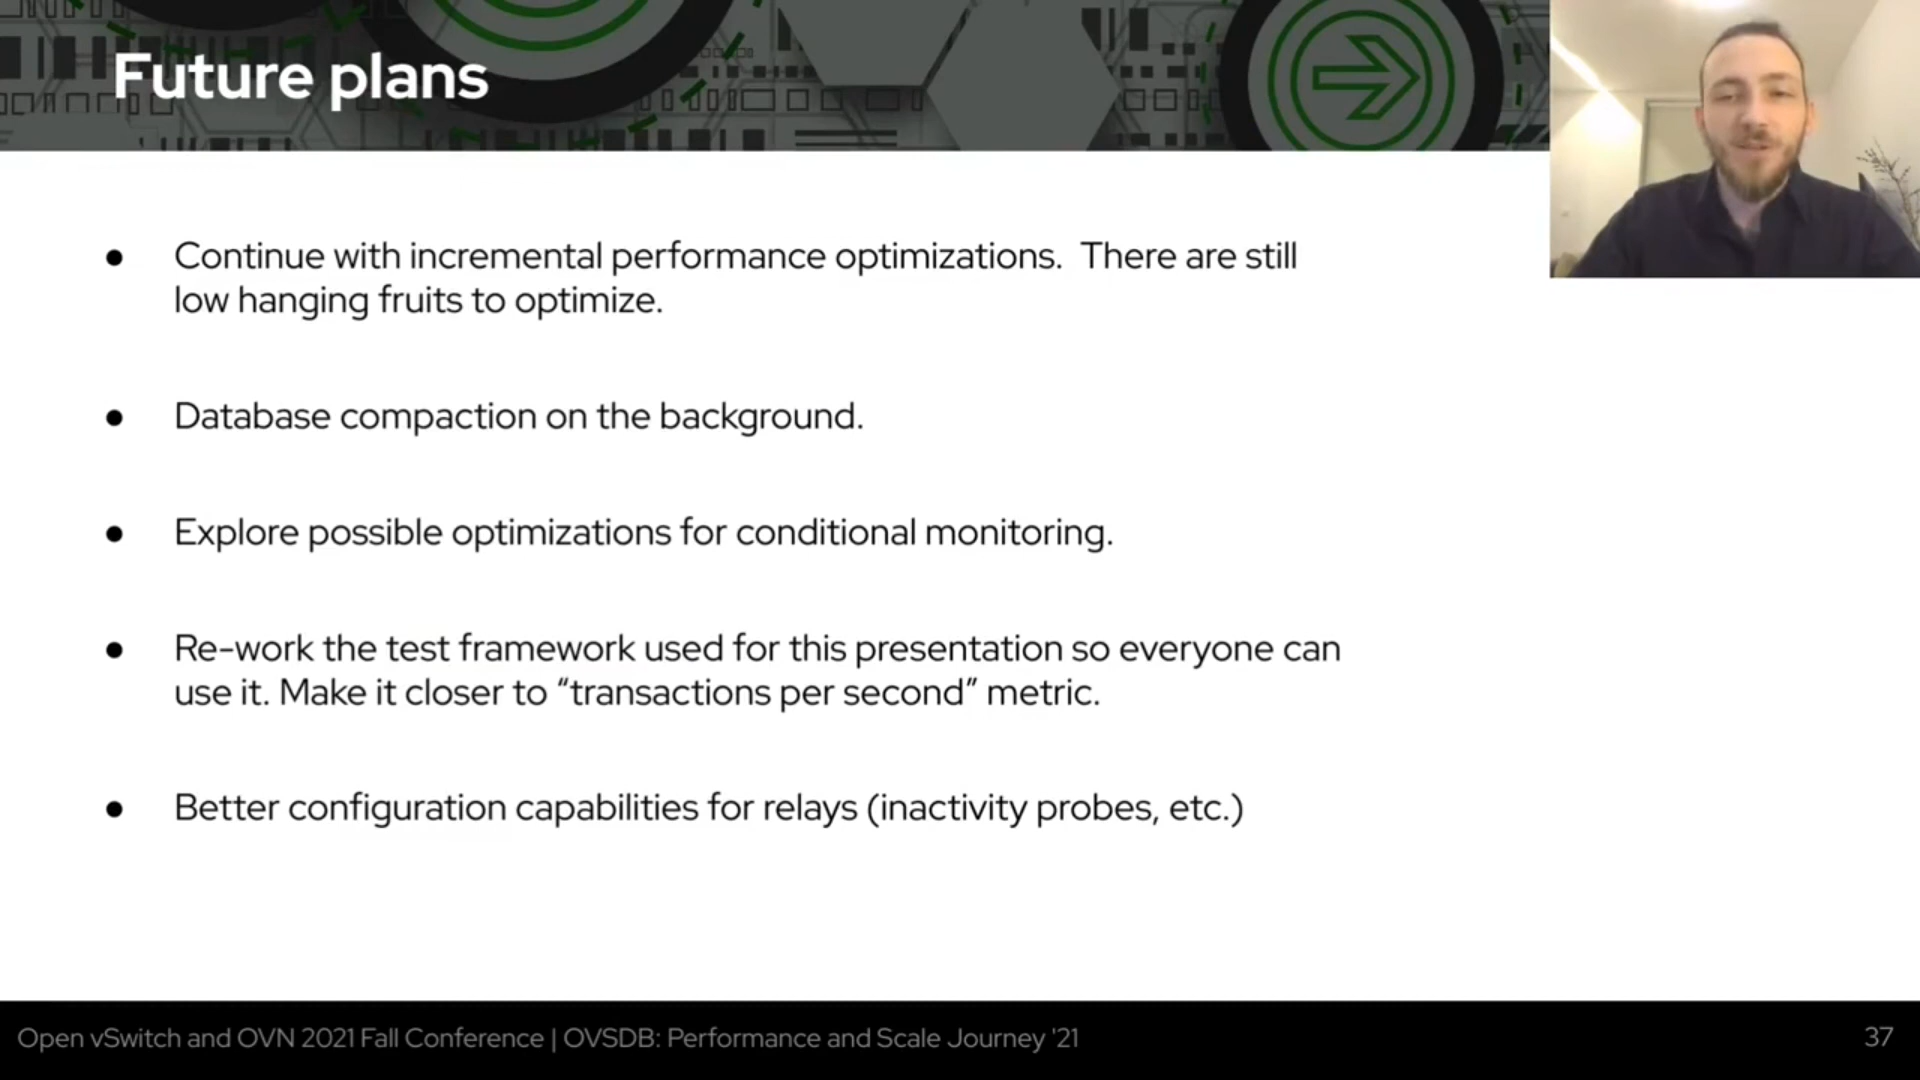 Future plans
● Continue with incremental performance optimizations. There are still
low hanging fruits to optimize.
● Database compaction on the background.
● Explore possible optimizations for conditional monitoring.
● Re-work the test framework used for this presentation so everyone can
use it. Make it closer to “transactions per second” metric.
● Better configuration capabilities for relays (inactivity probes, etc.)
Open vSwitch and OVN 2021 Fall Conference | OVSDB: Performance and Scale Journey '21
37